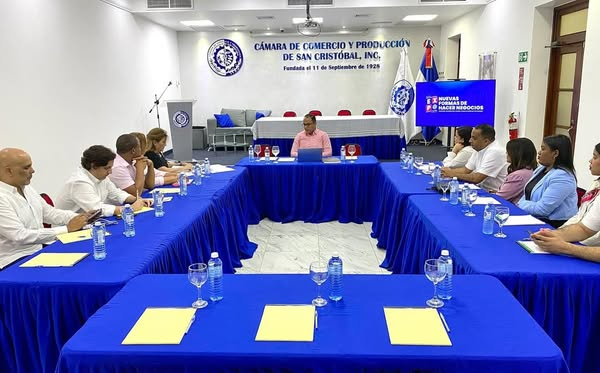 CÁMARA DE COMERCIO Y PRODUCCIÓN
DE SAN CRISTÓBAL, INC.
Fundada el 11 de Septiembre de 1928
NUEVAS
FORMAS DE
HACER NEGOCIOS